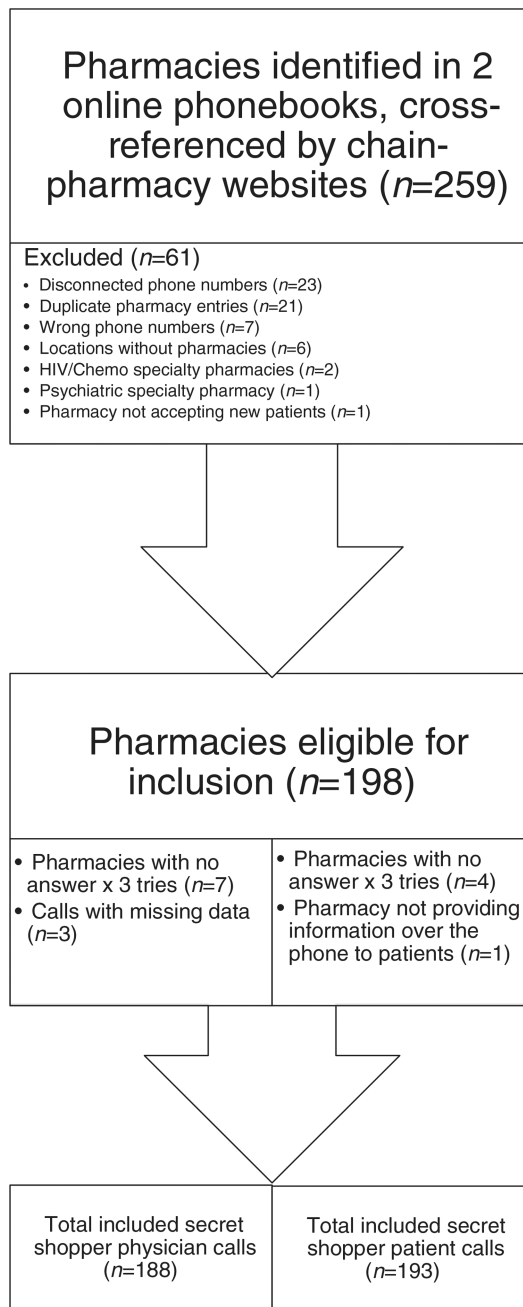 Pharmacies identified in 2
online phonebooks, cross-
referenced by chain-
pharmacy websites (n=259)
Excluded (n=61)
• Disconnected phone numbers (n=23)
• Duplicate pharmacy entries (n=21)
• Wrong phone numbers (n=7)
• Locations without pharmacies (n=6)
• HIV/Chemo specialty pharmacies (n=2)
• Psychiatric specialty pharmacy (n=1)
• Pharmacy not accepting new patients (n=1)
Pharmacies eligible for
inclusion (n=198)
• Pharmacies with no
answer x 3 tries (n=7)
• Calls with missing data
(n=3)
• Pharmacies with no
answer x 3 tries (n=4)
• Pharmacy not providing
information over the
phone to patients (n=1)
Total included secret
shopper physician calls
(n=188)
Total included secret
shopper patient calls
(n=193)